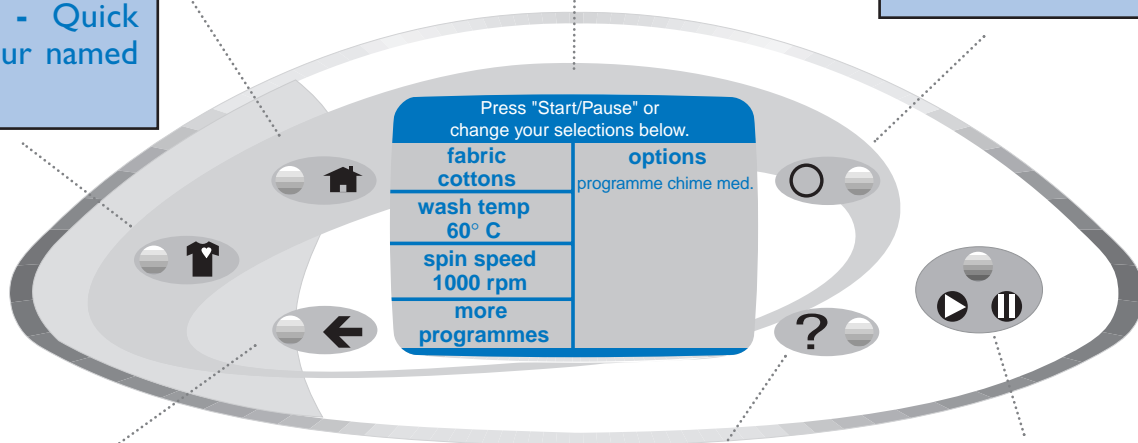 - Quick
ur named
Press "Start/Pause" or
change your selections below.
fabric
cottons
options
programme chime med.
wash temp
60° C
spin speed
1000 rpm
more
programmes
?